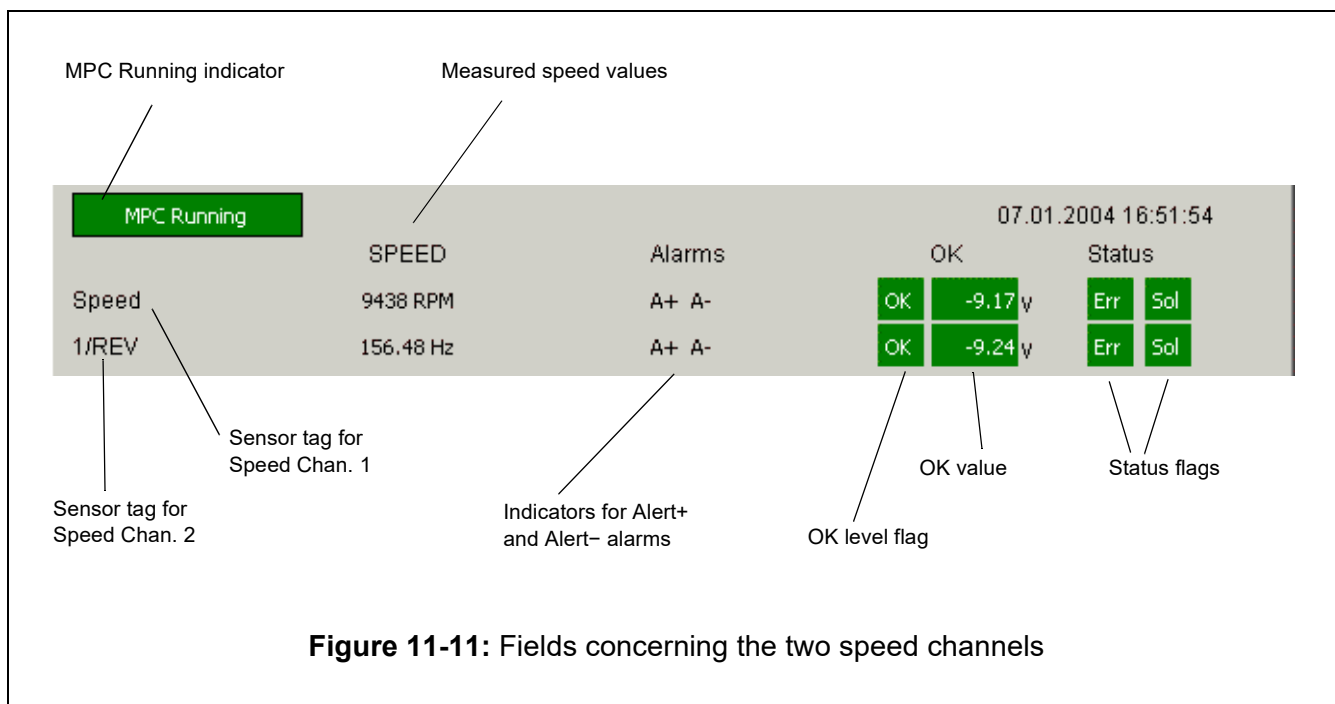 MPC Running indicator
Measured speed values
MPC Running
07.01.2004 16:51:54
SPEED Alarms OK Status
Speed 9438 RPM A+ A- OK -9.17 V Err Sol
1/REV 156.48 Hz A+ A- OK -9.24 V Err Sol
Sensor tag for
Speed Chan. 1
Sensor tag for
Speed Chan. 2
Indicators for Alert+
and Alert− alarms
OK level flag
OK value
Status flags
Figure 11-11: Fields concerning the two speed channels